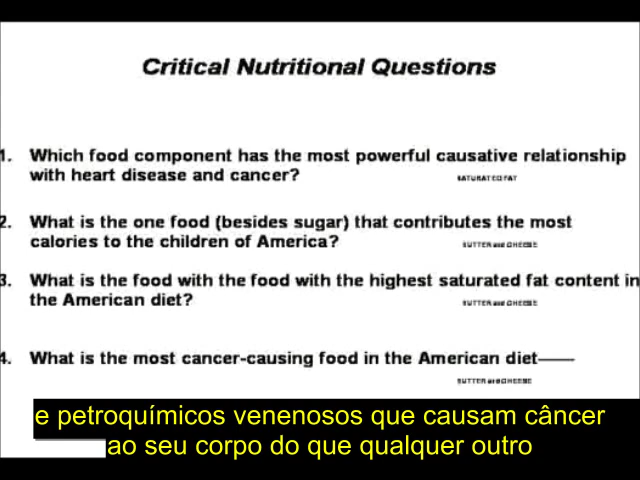 Critical Nutritional Questions
1. Which food component has the most powerful causative relationship
with heart disease and cancer?
SATURATED FAT
2. What is the one food (besides sugar) that contributes the most
calories to the children of America?
BUTTER and CHEESE
3. What is the food with the food with the highest saturated fat content in
the American diet?
BUTTER and CHEESE
4. What is the most cancer-causing food in the American diet——
BUTTER and CHEESE
e petroquímicos venenosos que causam câncer
ao seu corpo do que qualquer outro